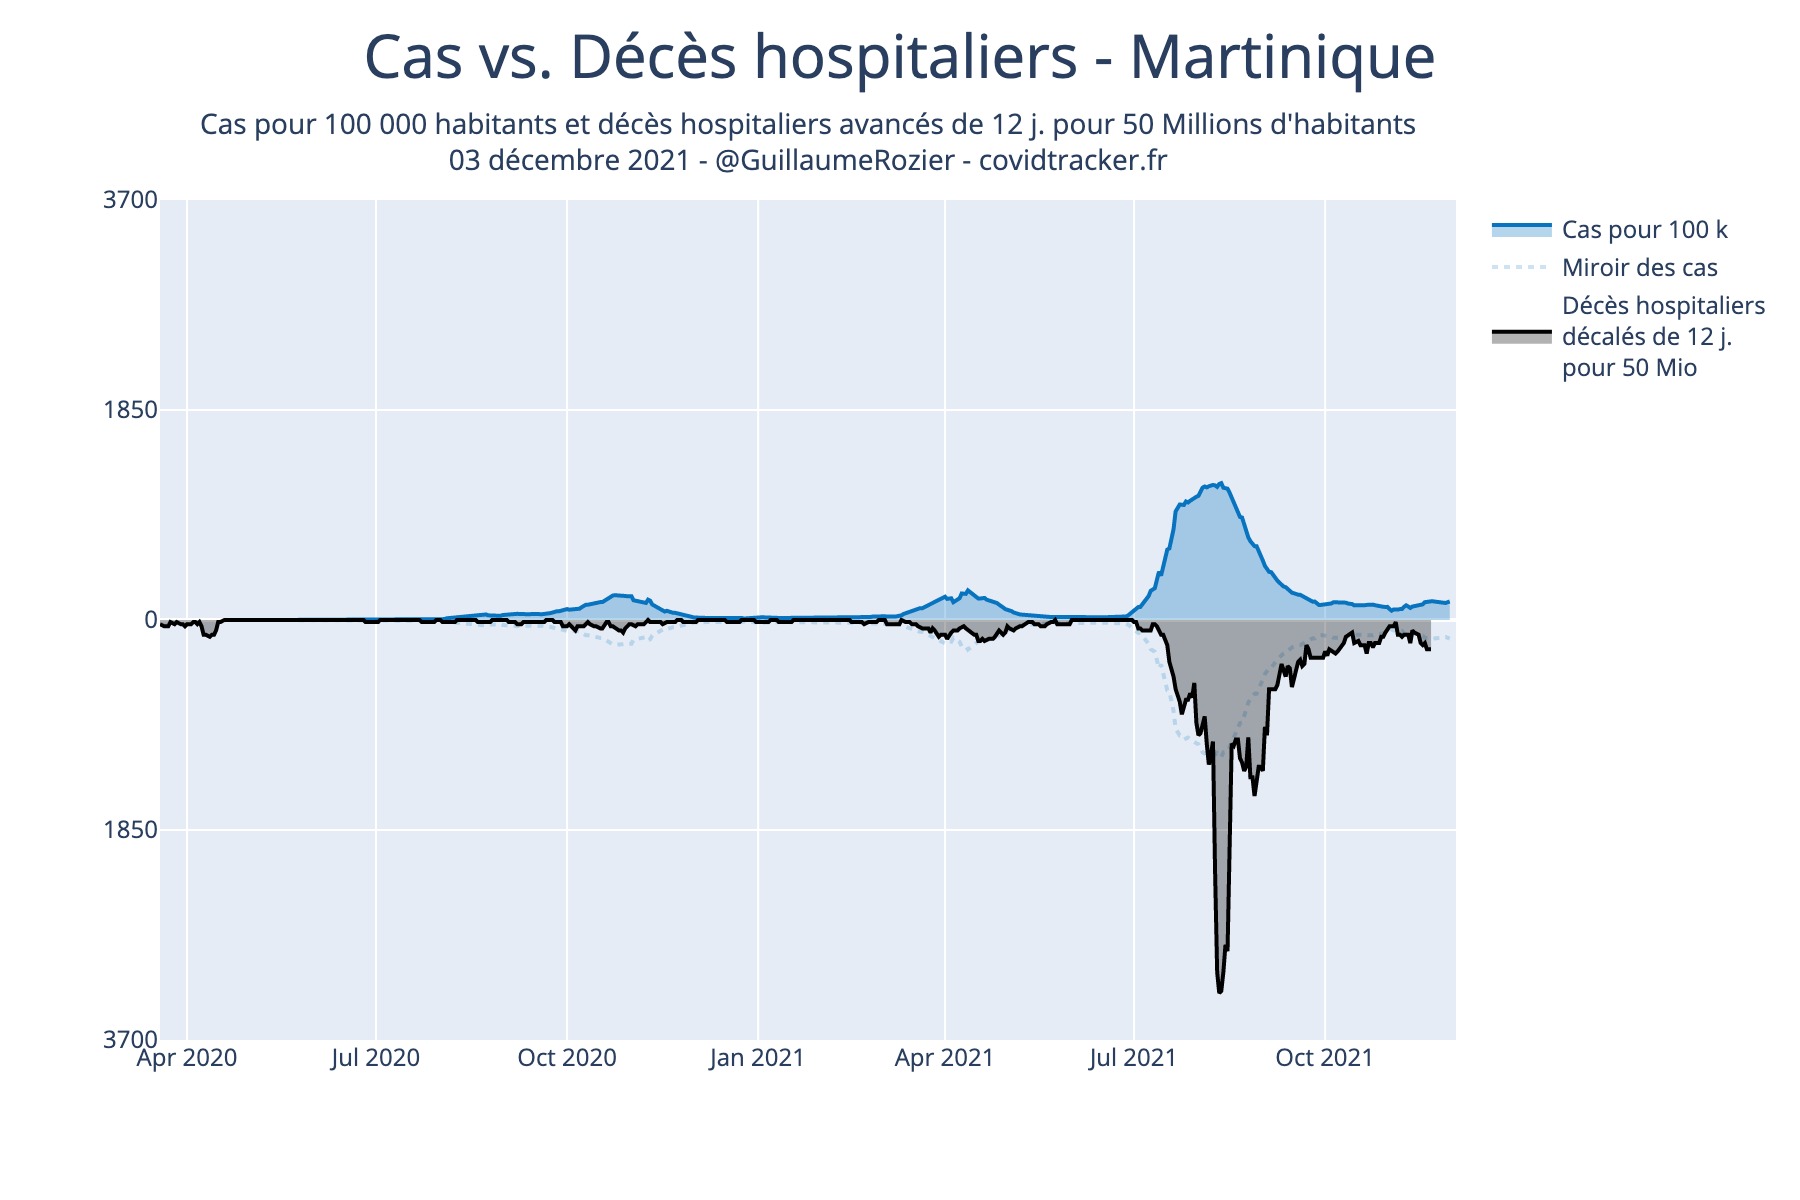 Cas vs. Décès hospitaliers - Martinique
Cas pour 100 000 habitants et décès hospitaliers avancés de 12 j. pour 50 Millions d'habitants
03 décembre 2021 - @GuillaumeRozier - covidtracker.fr
3700
1850
0
1850
3700
Apr 2020
Jul 2020
Oct 2020
Jan 2021
Apr 2021
Jul 2021
Oct 2021
Cas pour 100 k
Miroir des cas
Décès hospitaliers
décalés de 12 j.
pour 50 Mio